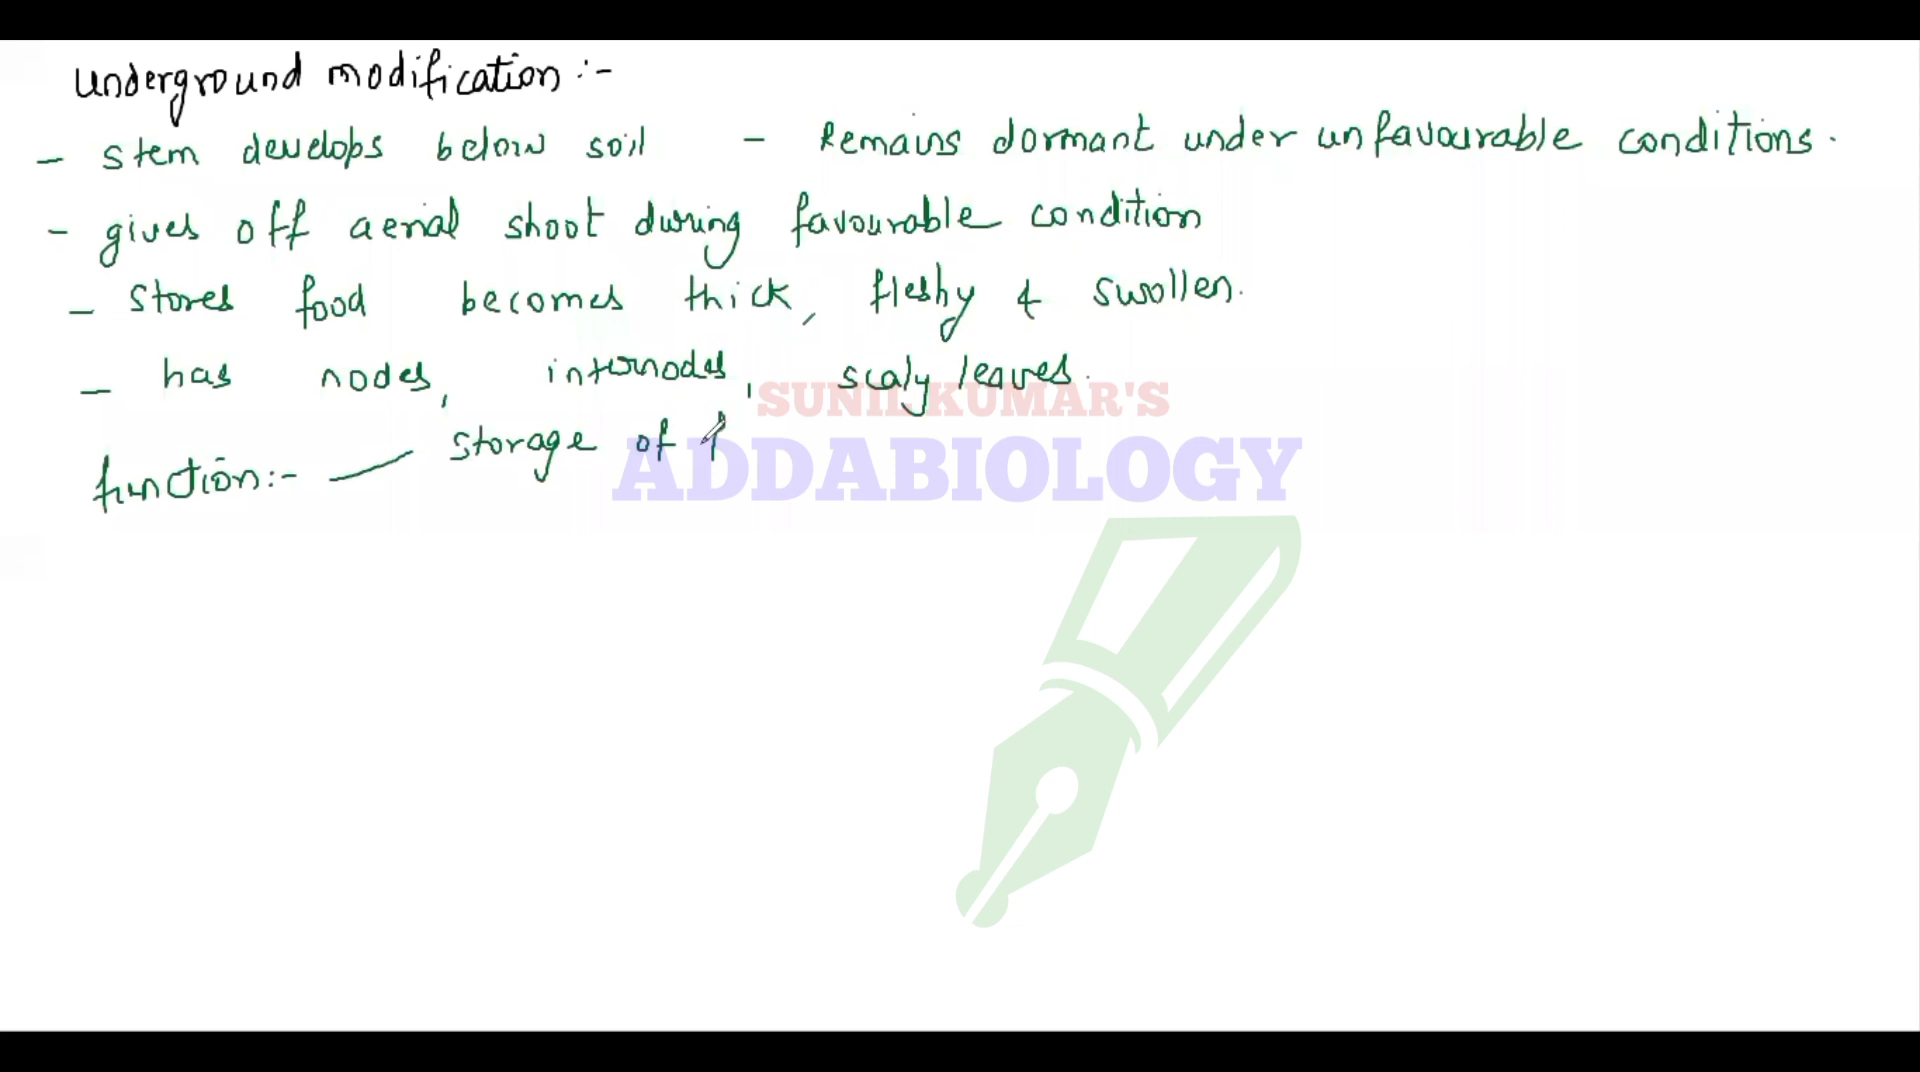 underground modification :-
- stem develops below soil - Remains dormant under unfavourable conditions.
- gives off aerial shoot during favourable condition
- stores food becomes thick, fleshy & swollen.
- has nodes, internodes, scaly leaves.
SUNIL KUMAR'S
ADDABIOLOGY
function:- — storage of f